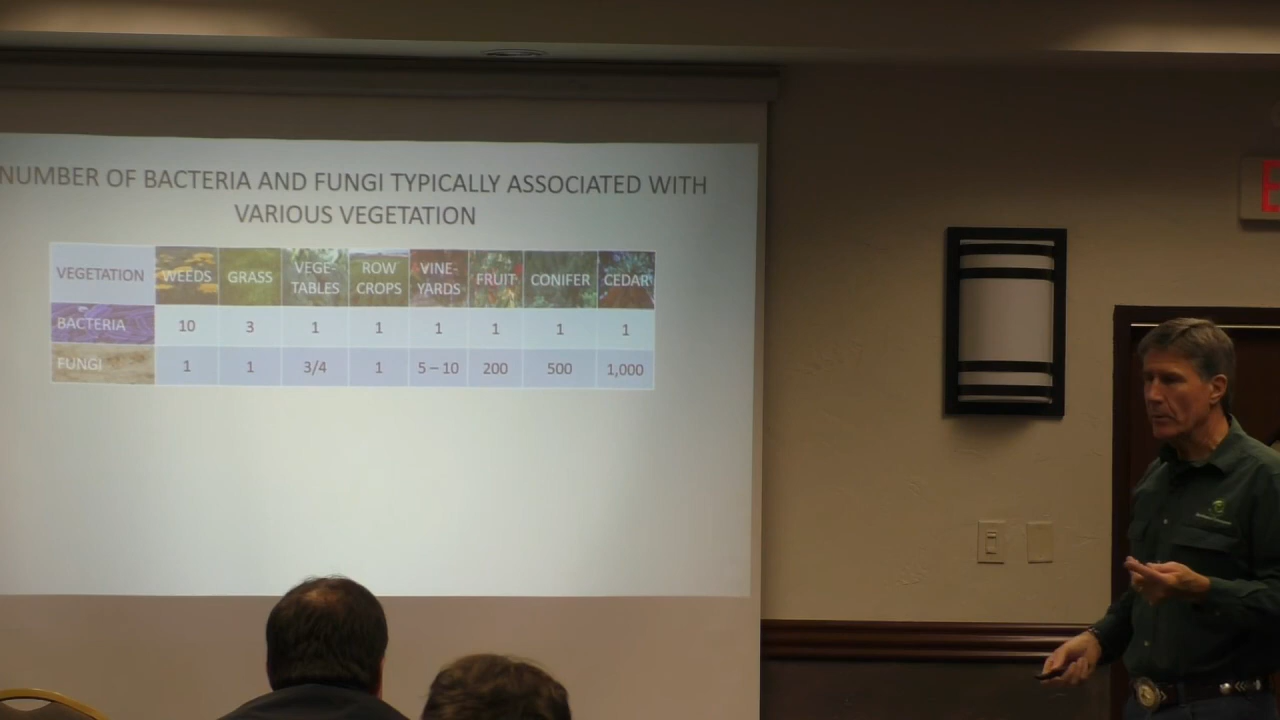 NUMBER OF BACTERIA AND FUNGI TYPICALLY ASSOCIATED WITH
VARIOUS VEGETATION
VEGETATION WEEDS GRASS VEGE-TABLES ROW CROPS VINE-YARDS FRUIT CONIFER CEDAR
BACTERIA 10 3 1 1 1 1 1 1
FUNGI 1 1 3/4 1 5 – 10 200 500 1,000